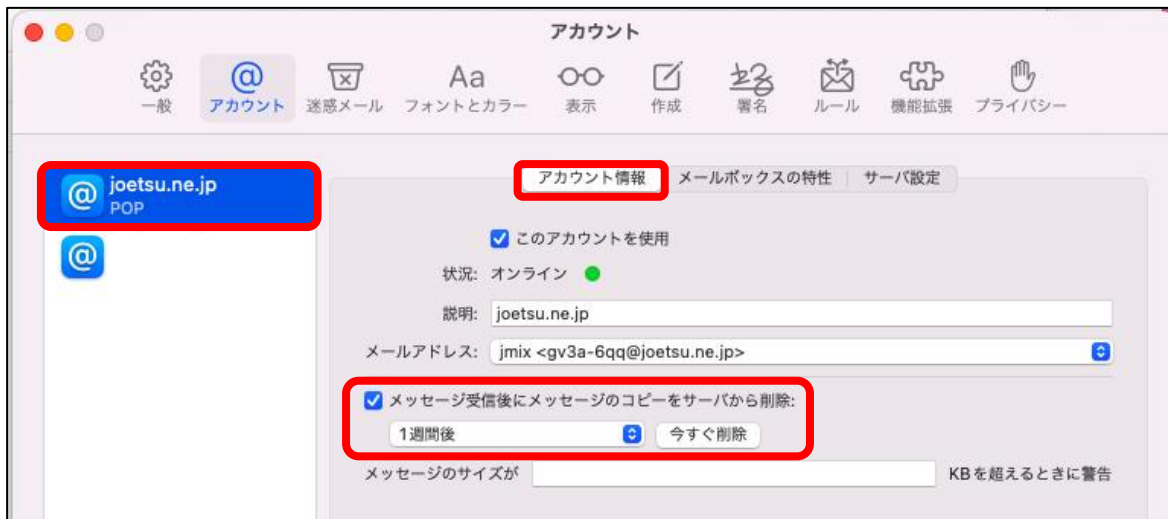 アカウント
一般 アカウント 迷惑メール フォントとカラー 表示 作成 署名 ルール 機能拡張 プライバシー
joetsu.ne.jp
POP
アカウント情報 メールボックスの特性 サーバ設定
このアカウントを使用
状況: オンライン
説明: joetsu.ne.jp
メールアドレス: jmix <gv3a-6qq@joetsu.ne.jp>
メッセージ受信後にメッセージのコピーをサーバから削除:
1週間後 今すぐ削除
メッセージのサイズが KBを超えるときに警告